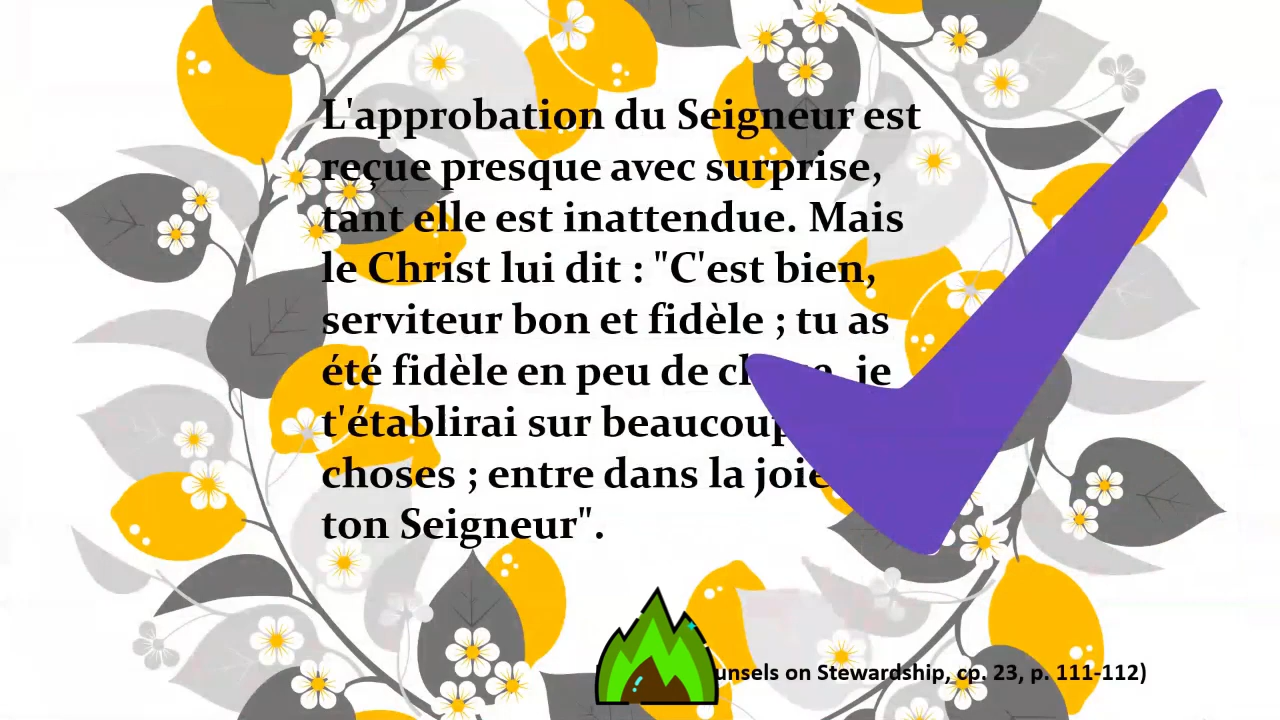 L'approbation du Seigneur est
reçue presque avec surprise,
tant elle est inattendue. Mais
le Christ lui dit : "C'est bien,
serviteur bon et fidèle ; tu as
été fidèle en peu de je
t'établirai sur beaucoup
choses ; entre dans la joie
ton Seigneur".
on Stewardship, cp. 23, p. 111-112)